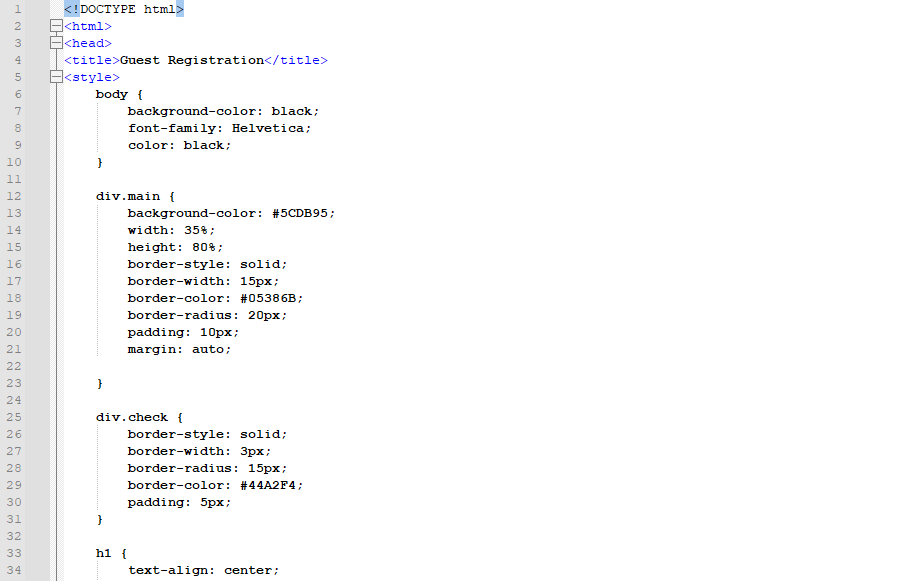 1 <!DOCTYPE html>
2 <html>
3 <head>
4 <title>Guest Registration</title>
5 <style>
6     body {
7         background-color: black;
8         font-family: Helvetica;
9         color: black;
10     }
11
12     div.main {
13         background-color: #5CDB95;
14         width: 35%;
15         height: 80%;
16         border-style: solid;
17         border-width: 15px;
18         border-color: #05386B;
19         border-radius: 20px;
20         padding: 10px;
21         margin: auto;
22
23     }
24
25     div.check {
26         border-style: solid;
27         border-width: 3px;
28         border-radius: 15px;
29         border-color: #44A2F4;
30         padding: 5px;
31     }
32
33     h1 {
34         text-align: center;